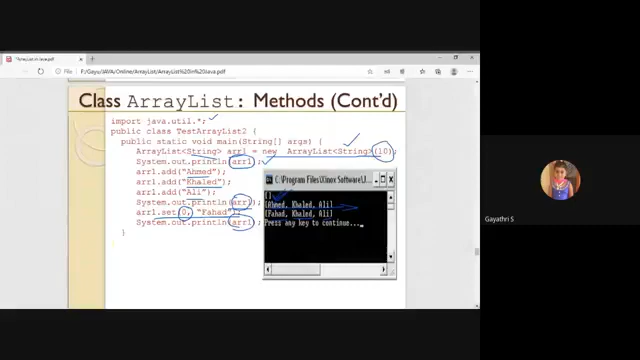 ArrayList in Java.pdf
F:/Gayu/JAVA/Online/ArrayList/ArrayList%20in%20Java.pdf
Class ArrayList: Methods (Cont'd)
import java.util.*;
public class TestArrayList2 {
public static void main(String[] args) {
ArrayList<String> arr1 = new ArrayList<String>(10);
System.out.println(arr1);
arr1.add("Ahmed");
arr1.add("Khaled");
arr1.add("Ali");
System.out.println(arr1);
arr1.set(0, "Fahad");
System.out.println(arr1);
}
}
C:\Program Files\Xinox Software\J...
[]
[Ahmed, Khaled, Ali]
[Fahad, Khaled, Ali]
Press any key to continue..._
Gayathri S